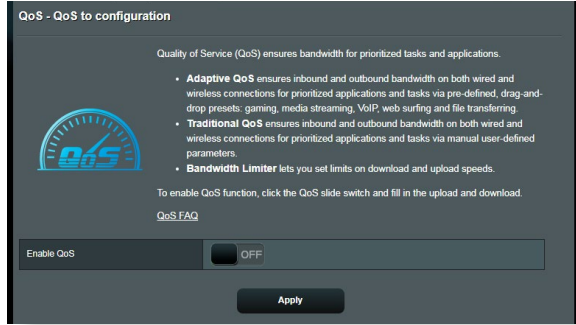 QoS - QoS to configuration
Quality of Service (QoS) ensures bandwidth for prioritized tasks and applications.
• Adaptive QoS ensures inbound and outbound bandwidth on both wired and
wireless connections for prioritized applications and tasks via pre-defined, drag-and-
drop presets: gaming, media streaming, VoIP, web surfing and file transferring.
• Traditional QoS ensures inbound and outbound bandwidth on both wired and
wireless connections for prioritized applications and tasks via manual user-defined
parameters.
• Bandwidth Limiter lets you set limits on download and upload speeds.
QoS
To enable QoS function, click the QoS slide switch and fill in the upload and download.
QoS FAQ
Enable QoS
OFF
Apply